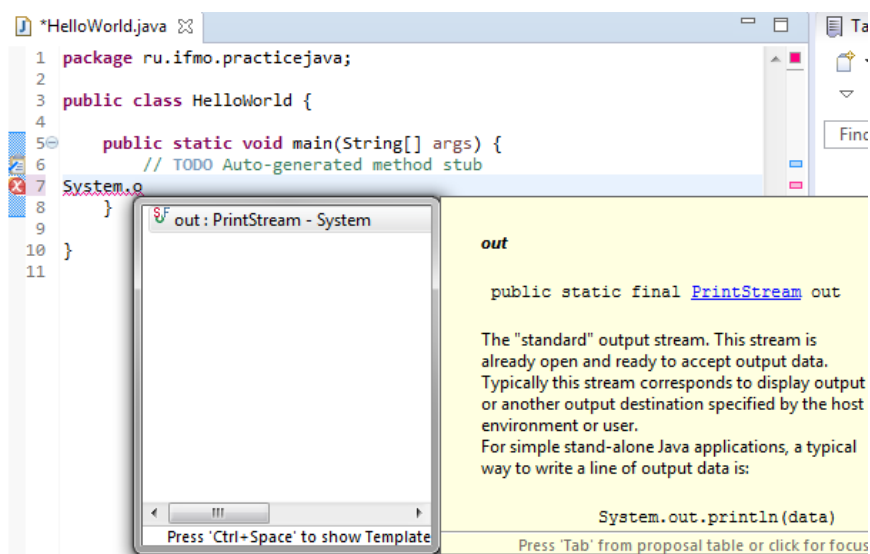 *HelloWorld.java
Ta
1 package ru.ifmo.practicejava;
2
3 public class HelloWorld {
4
5 public static void main(String[] args) {
6 // TODO Auto-generated method stub
7 System.o
8 }
9
10 }
11
Find
out : PrintStream - System
Press 'Ctrl+Space' to show Template
out
public static final PrintStream out
The "standard" output stream. This stream is
already open and ready to accept output data.
Typically this stream corresponds to display output
or another output destination specified by the host
environment or user.
For simple stand-alone Java applications, a typical
way to write a line of output data is:
System.out.println(data)
Press 'Tab' from proposal table or click for focus